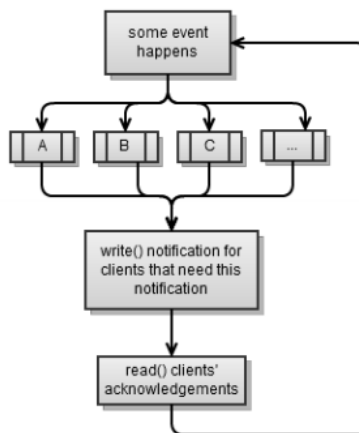 some event
happens
A
B
C
...
write() notification for
clients that need this
notification
read() clients'
acknowledgements